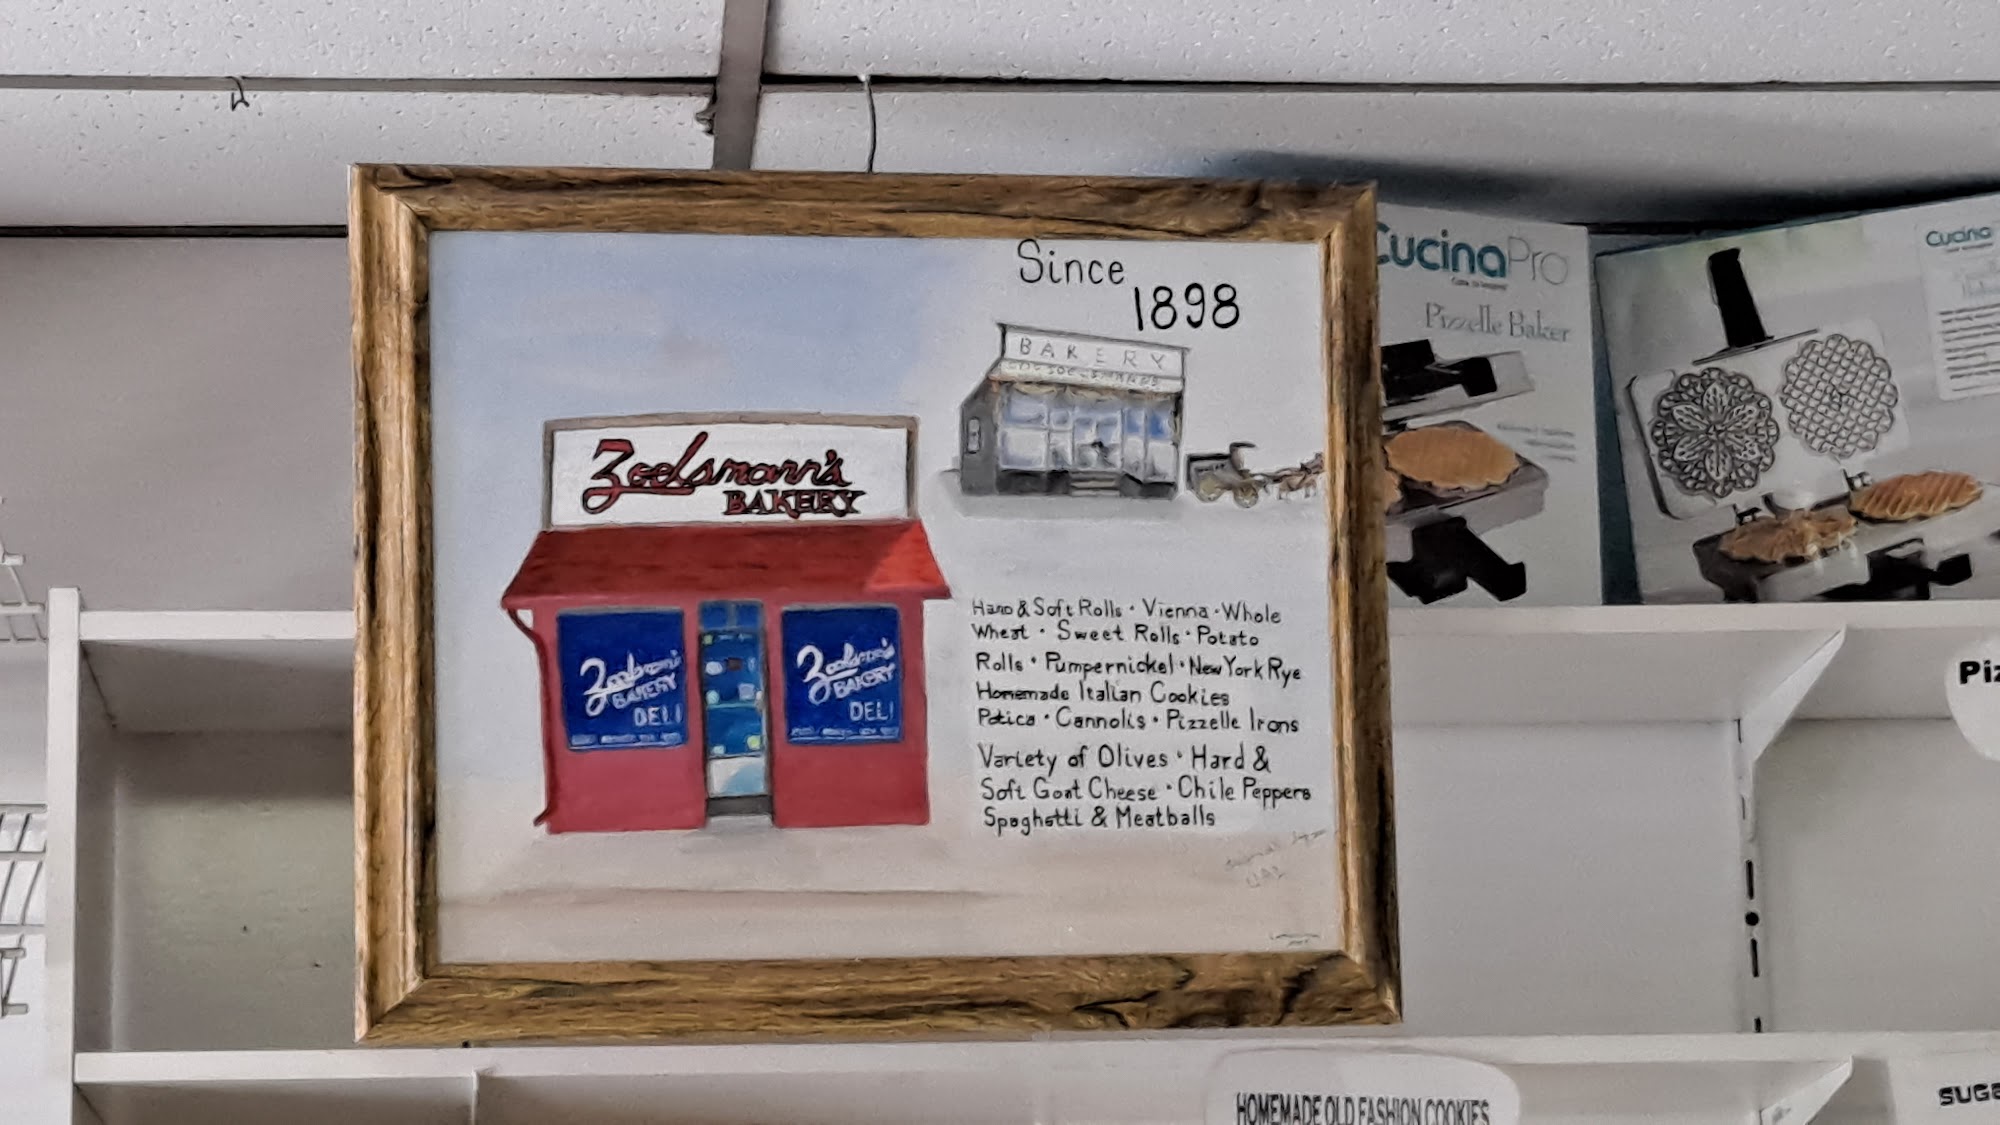 Since
1898
BAKERY
Zoelsmann's
BAKERY
BAKERY
DELI
BAKERY
DELI
Hard & Soft Rolls • Vienna • Whole
Wheat • Sweet Rolls • Potato
Rolls • Pumpernickel • New York Rye
Homemade Italian Cookies
Potica • Cannolis • Pizzelle Irons
Variety of Olives • Hard &
Soft Goat Cheese • Chile Peppers
Spaghetti & Meatballs
CucinaPro
Pizzelle Baker
Cucina
Piz
HOMEMADE OLD FASHION COOKIES
SUGA